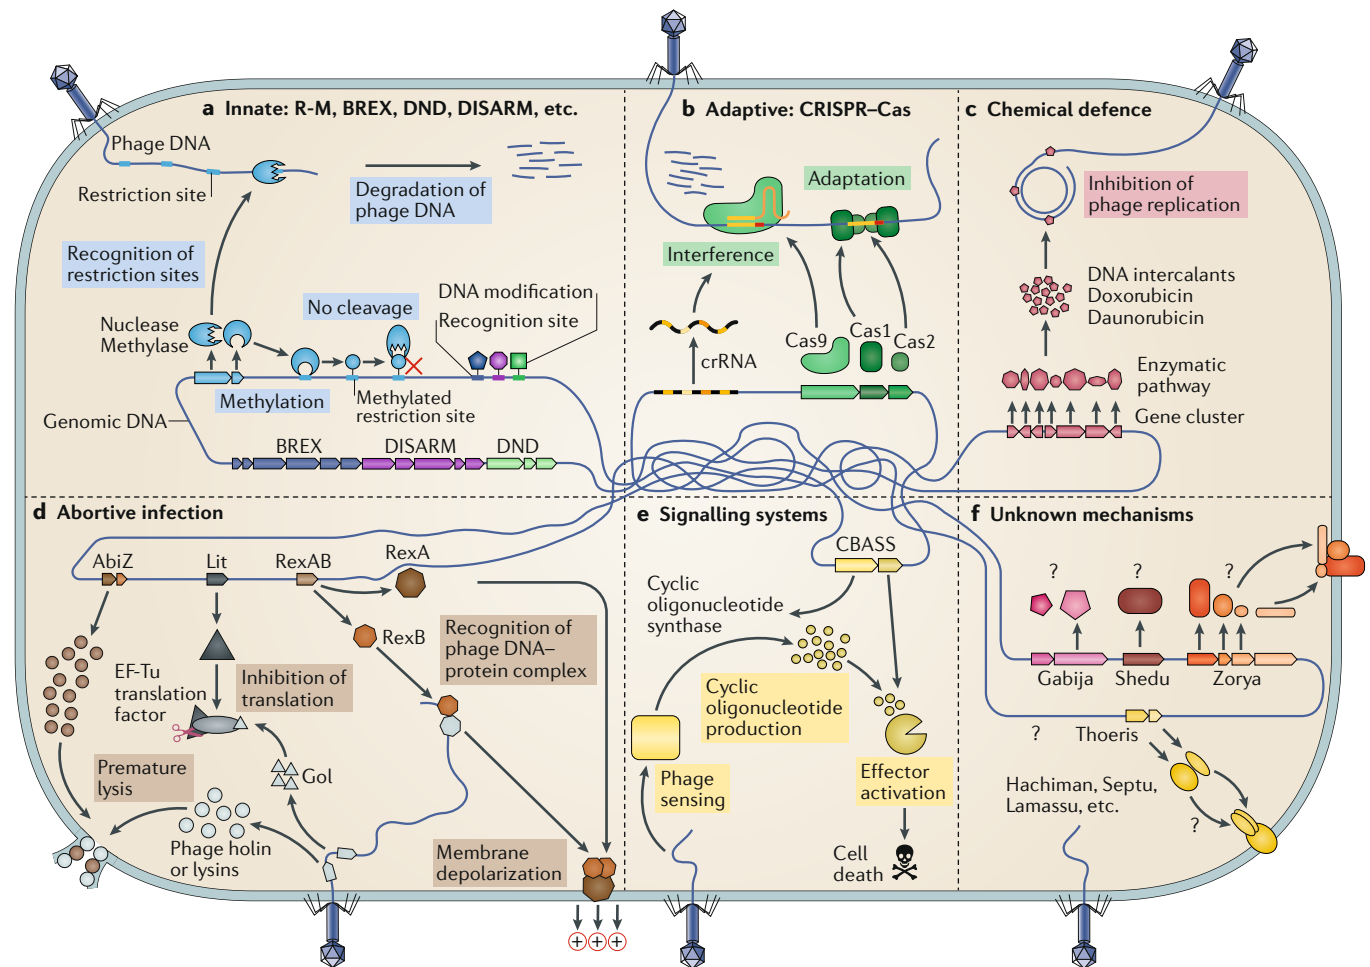 a Innate: R-M, BREX, DND, DISARM, etc.
Phage DNA
Restriction site
Degradation of
phage DNA
Recognition of
restriction sites
No cleavage
DNA modification
Recognition site
Nuclease
Methylase
Methylation
Methylated
restriction site
Genomic DNA
BREX
DISARM
DND
b Adaptive: CRISPR–Cas
Adaptation
Interference
Cas9
Cas1
Cas2
crRNA
c Chemical defence
Inhibition of
phage replication
DNA intercalants
Doxorubicin
Daunorubicin
Enzymatic
pathway
Gene cluster
d Abortive infection
AbiZ
Lit
RexAB
RexA
RexB
Recognition of
phage DNA–
protein complex
EF-Tu
translation
factor
Inhibition of
translation
Premature
lysis
Gol
Phage holin
or lysins
Membrane
depolarization
+ + +
e Signalling systems
CBASS
Cyclic
oligonucleotide
synthase
Cyclic
oligonucleotide
production
Phage
sensing
Effector
activation
Cell
death
f Unknown mechanisms
? ? ?
Gabija
Shedu
Zorya
?
Thoeris
Hachiman, Septu,
Lamassu, etc.
?